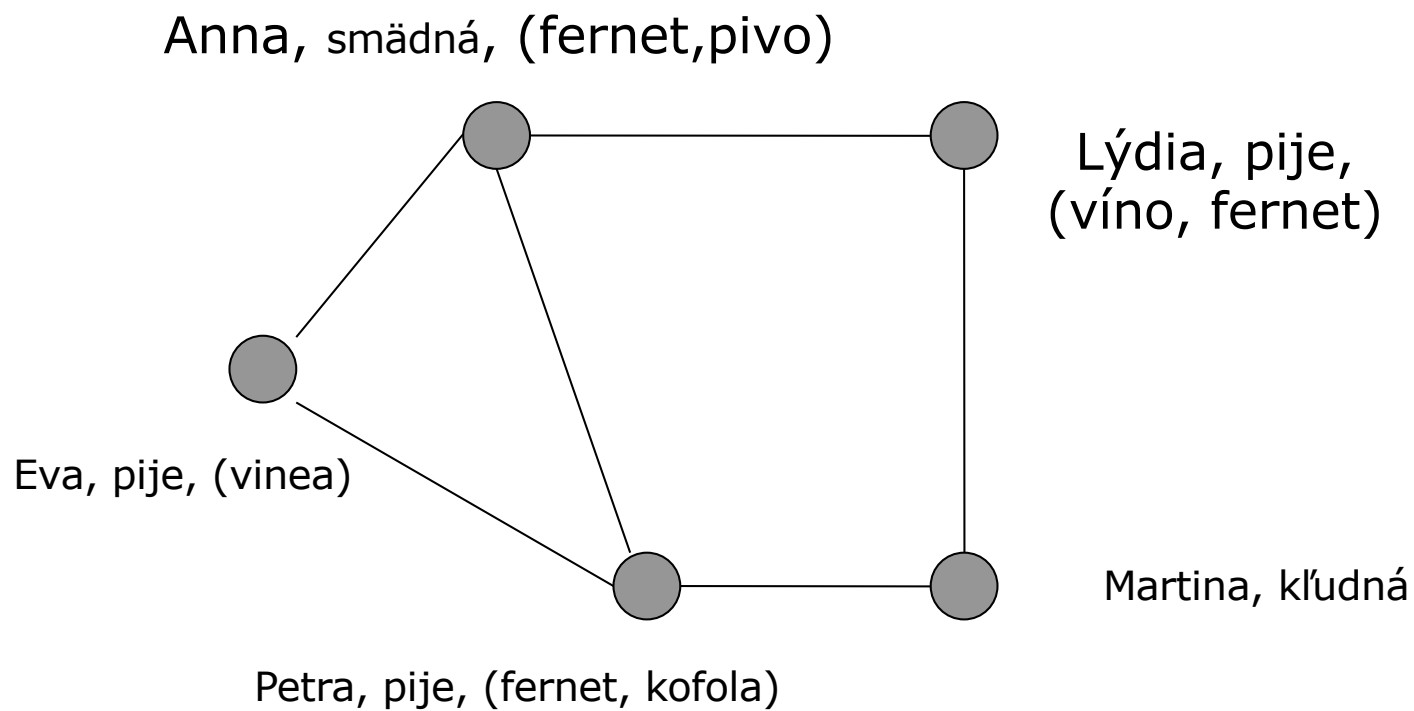 Anna, smädná, (fernet,pivo)
Lýdia, pije,
(víno, fernet)
Eva, pije, (vinea)
Martina, kľudná
Petra, pije, (fernet, kofola)